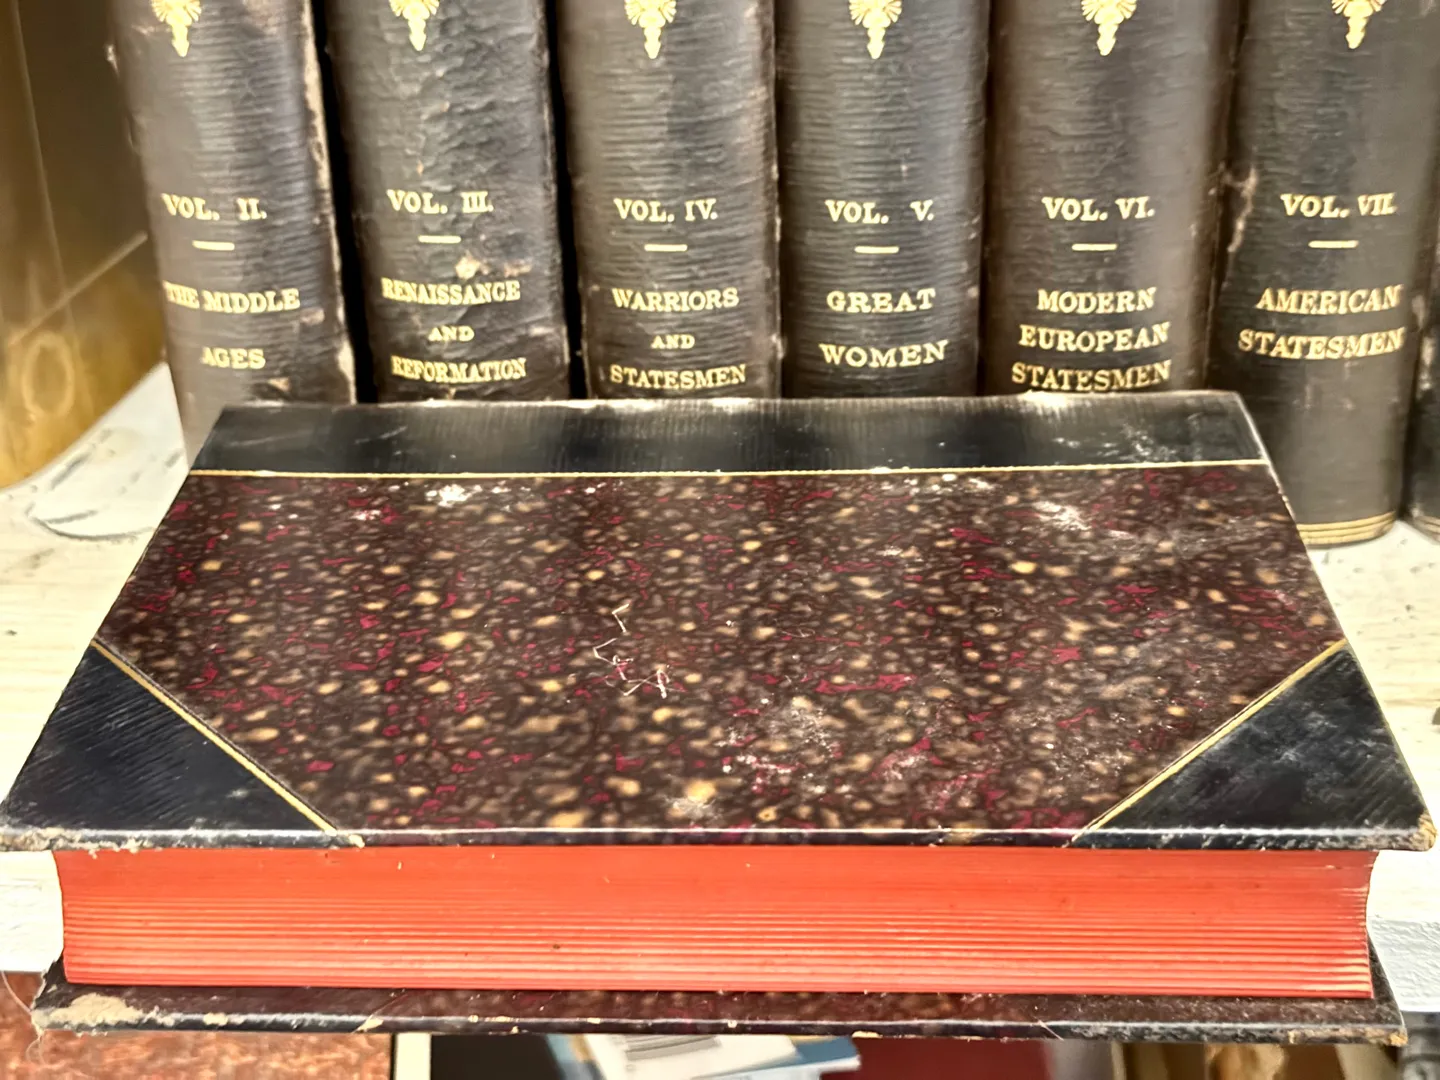 VOL. II.
THE MIDDLE
AGES
VOL. III.
RENAISSANCE
AND
REFORMATION
VOL. IV.
WARRIORS
AND
STATESMEN
VOL. V.
GREAT
WOMEN
VOL. VI.
MODERN
EUROPEAN
STATESMEN
VOL. VII.
AMERICAN
STATESMEN